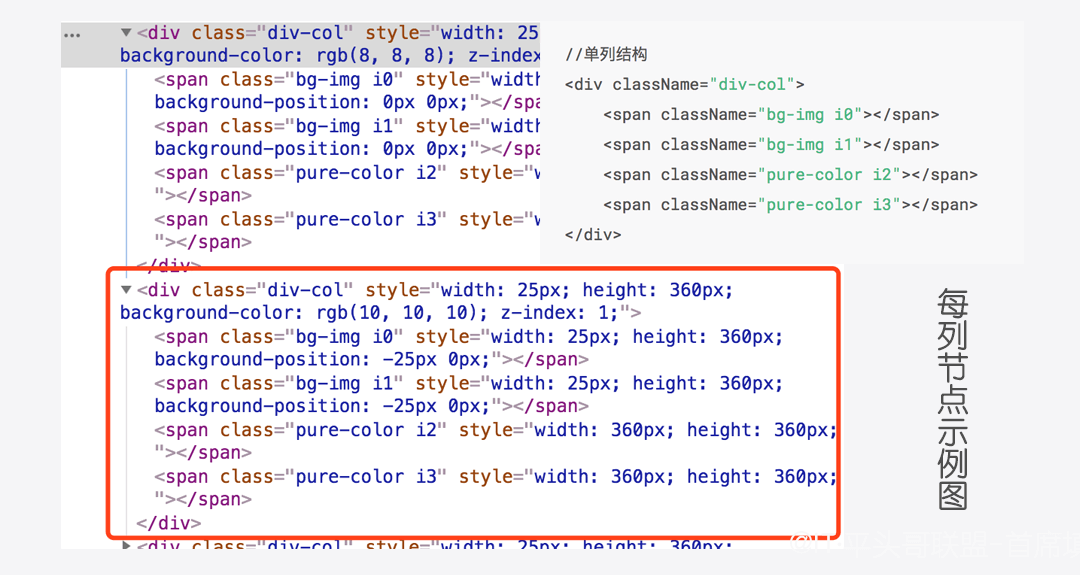 <div class="div-col" style="width: 25
background-color: rgb(8, 8, 8); z-index
<span class="bg-img i0" style="width
background-position: 0px 0px;"></spa
<span class="bg-img i1" style="width
background-position: 0px 0px;"></spa
<span class="pure-color i2" style="w
"></span>
<span class="pure-color i3" style="w
"></span>
</div>
//单列结构
<div className="div-col">
<span className="bg-img i0"></span>
<span className="bg-img i1"></span>
<span className="pure-color i2"></span>
<span className="pure-color i3"></span>
</div>
<div class="div-col" style="width: 25px; height: 360px;
background-color: rgb(10, 10, 10); z-index: 1;">
<span class="bg-img i0" style="width: 25px; height: 360px;
background-position: -25px 0px;"></span>
<span class="bg-img i1" style="width: 25px; height: 360px;
background-position: -25px 0px;"></span>
<span class="pure-color i2" style="width: 360px; height: 360px;
"></span>
<span class="pure-color i3" style="width: 360px; height: 360px;
"></span>
</div>
<div class="div-col" style="width: 25px; height: 360px;
每列节点示例图